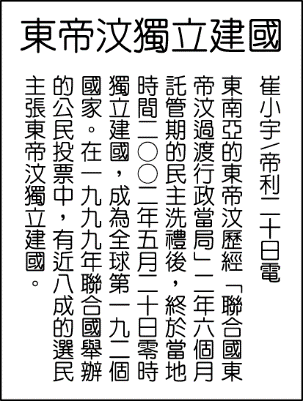 東帝汶獨立建國
崔小宇/帝利二十日電
東南亞的東帝汶歷經「聯合國東
帝汶過渡行政當局」二年六個月
託管期的民主洗禮後，終於當地
時間二〇〇二年五月二十日零時
獨立建國，成為全球第一九二個
國家。在一九九九年聯合國舉辦
的公民投票中，有近八成的選民
主張東帝汶獨立建國。